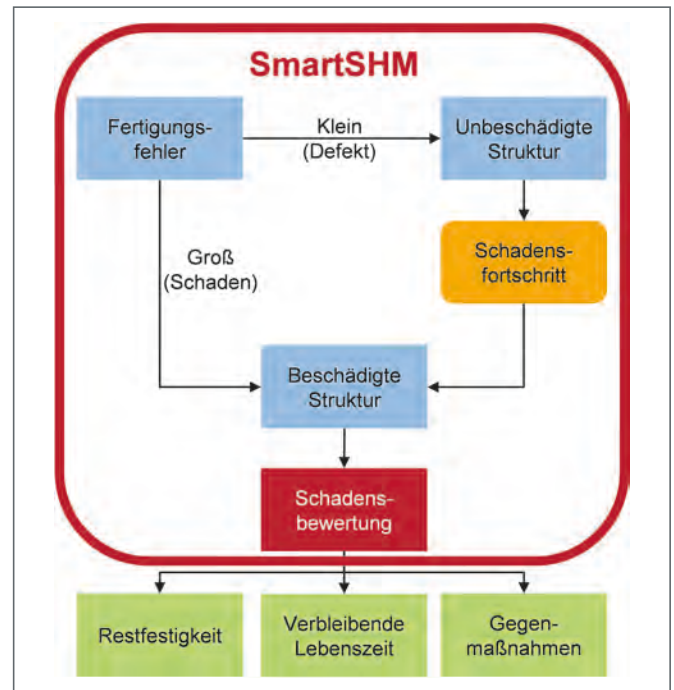 SmartSHM
Fertigungs-
fehler
Klein
(Defekt)
Unbeschädigte
Struktur
Groß
(Schaden)
Schadens-
fortschritt
Beschädigte
Struktur
Schadens-
bewertung
Restfestigkeit
Verbleibende
Lebenszeit
Gegen-
maßnahmen